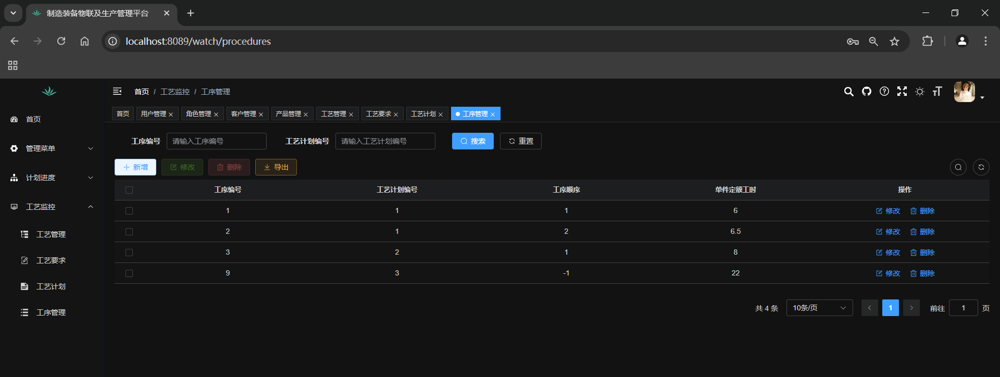 制造装备物联及生产管理平台
localhost:8089/watch/procedures
首页 / 工艺监控 / 工序管理
首页 用户管理 角色管理 客户管理 产品管理 工艺管理 工艺要求 工艺计划 工序管理
首页
管理菜单
计划进度
工艺监控
工艺管理
工艺要求
工艺计划
工序管理
工序编号 请输入工序编号 工艺计划编号 请输入工艺计划编号 搜索 重置
新增 修改 删除 导出
工序编号 工艺计划编号 工序顺序 单件定额工时 操作
1 1 1 6 修改 删除
2 1 2 6.5 修改 删除
3 2 1 8 修改 删除
9 3 -1 22 修改 删除
共 4 条 10条/页 1 前往 1 页